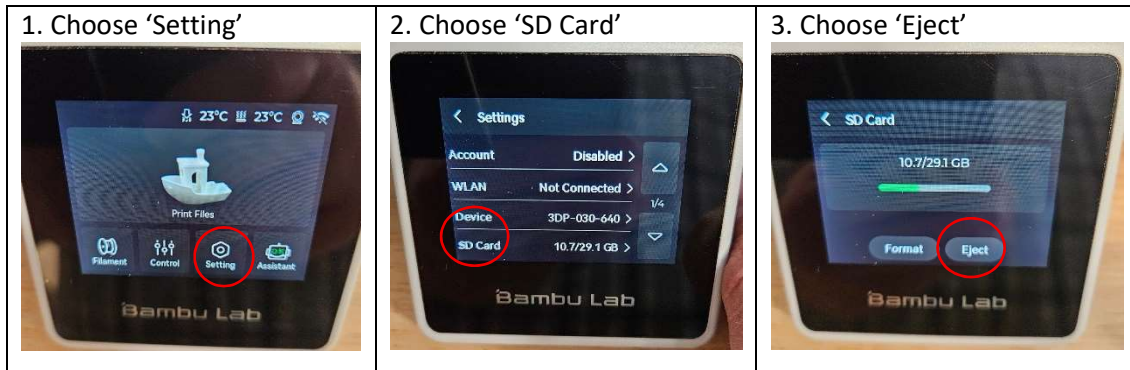 1. Choose ‘Setting’
23°C 23°C
Print Files
Filament Control Setting Assistant
Bambu Lab
2. Choose ‘SD Card’
Settings
Account Disabled >
WLAN Not Connected >
1/4
Device 3DP-030-640 >
SD Card 10.7/29.1 GB >
Bambu Lab
3. Choose ‘Eject’
SD Card
10.7/29.1 GB
Format Eject
Bambu Lab